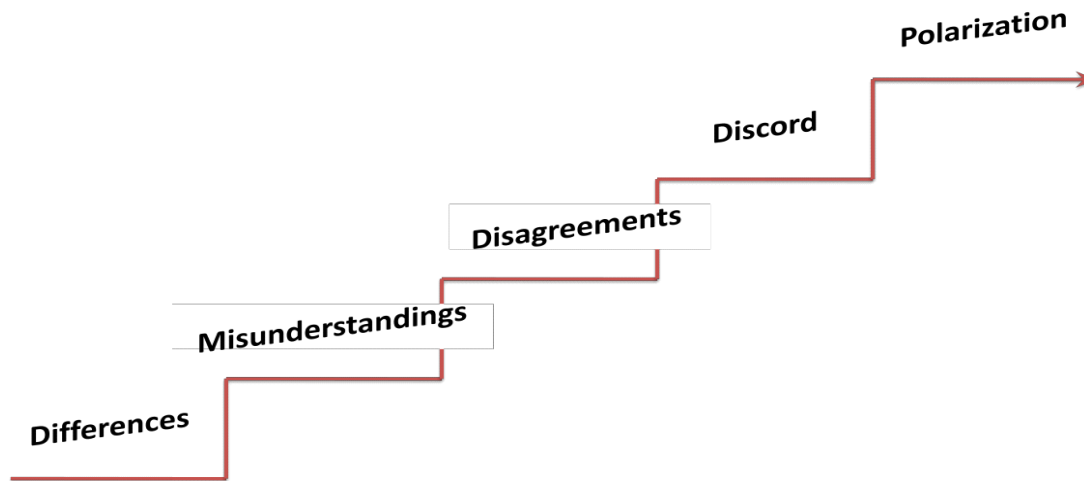 Polarization
Discord
Disagreements
Misunderstandings
Differences